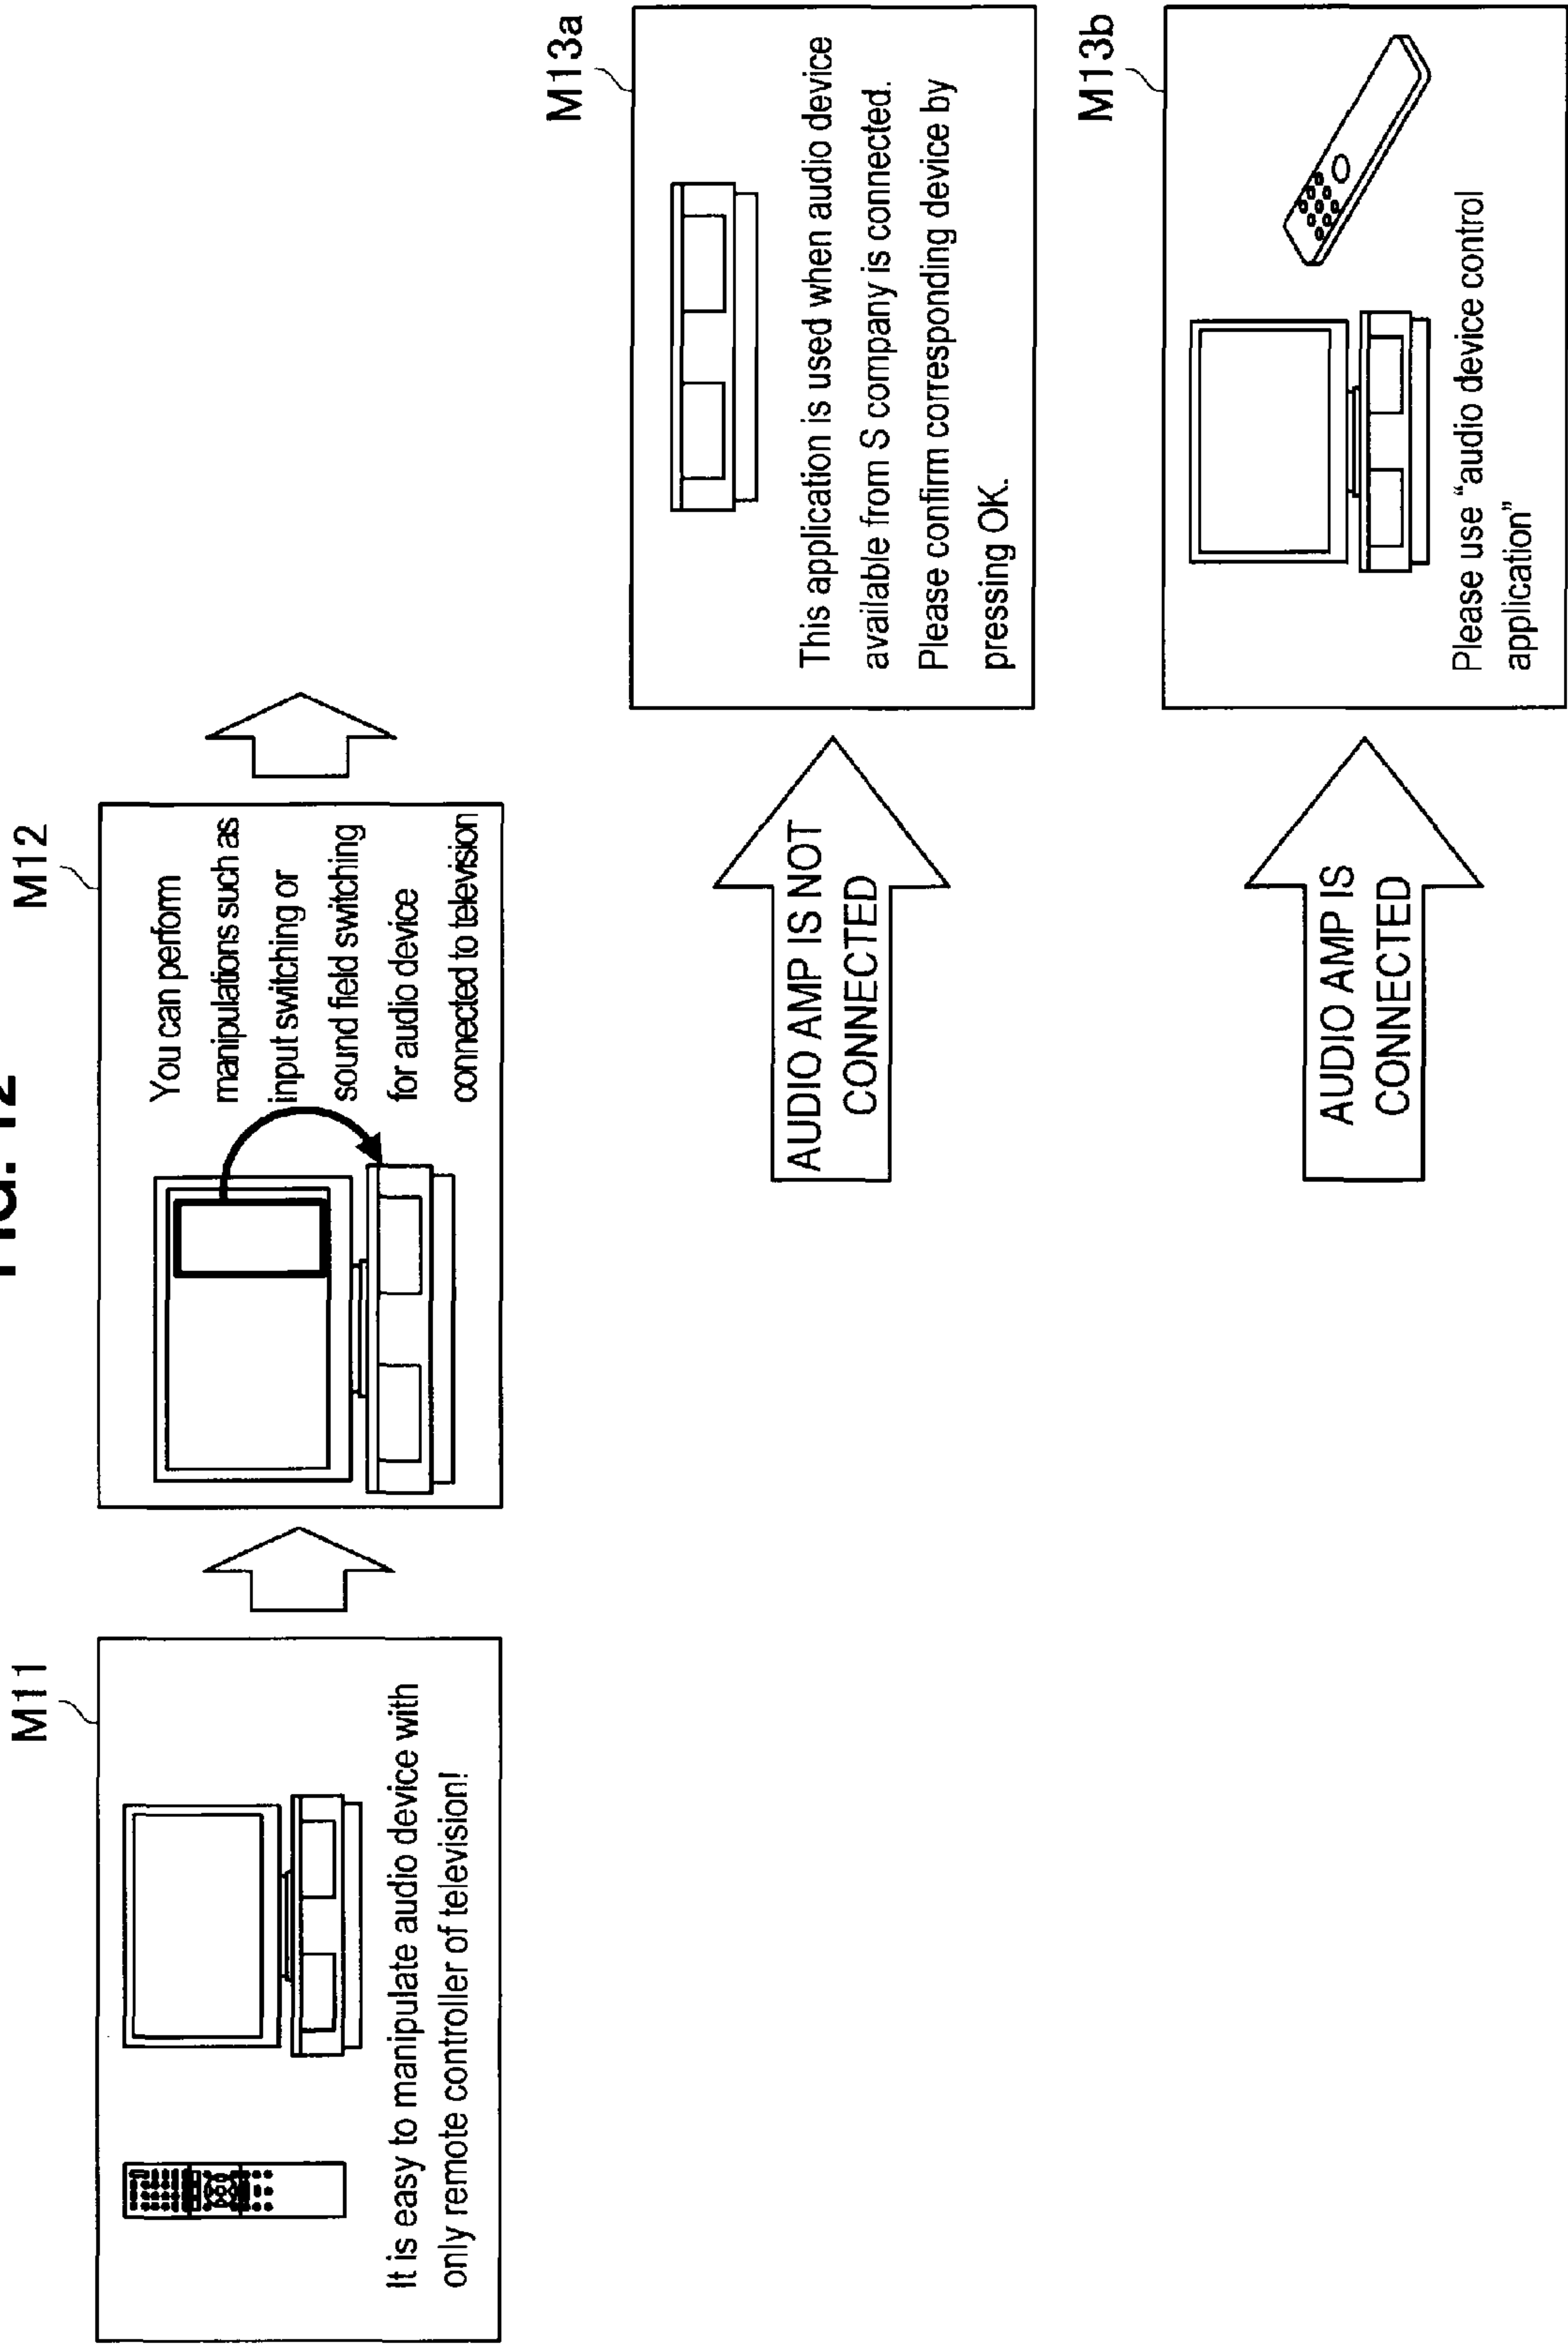 FIG. 12
M11
It is easy to manipulate audio device with
only remote controller of television!
M12
You can perform
manipulations such as
input switching or
sound field switching
for audio device
connected to television
AUDIO AMP IS NOT
CONNECTED
M13a
This application is used when audio device
available from S company is connected.
Please confirm corresponding device by
pressing OK.
AUDIO AMP IS
CONNECTED
M13b
Please use “audio device control
application”